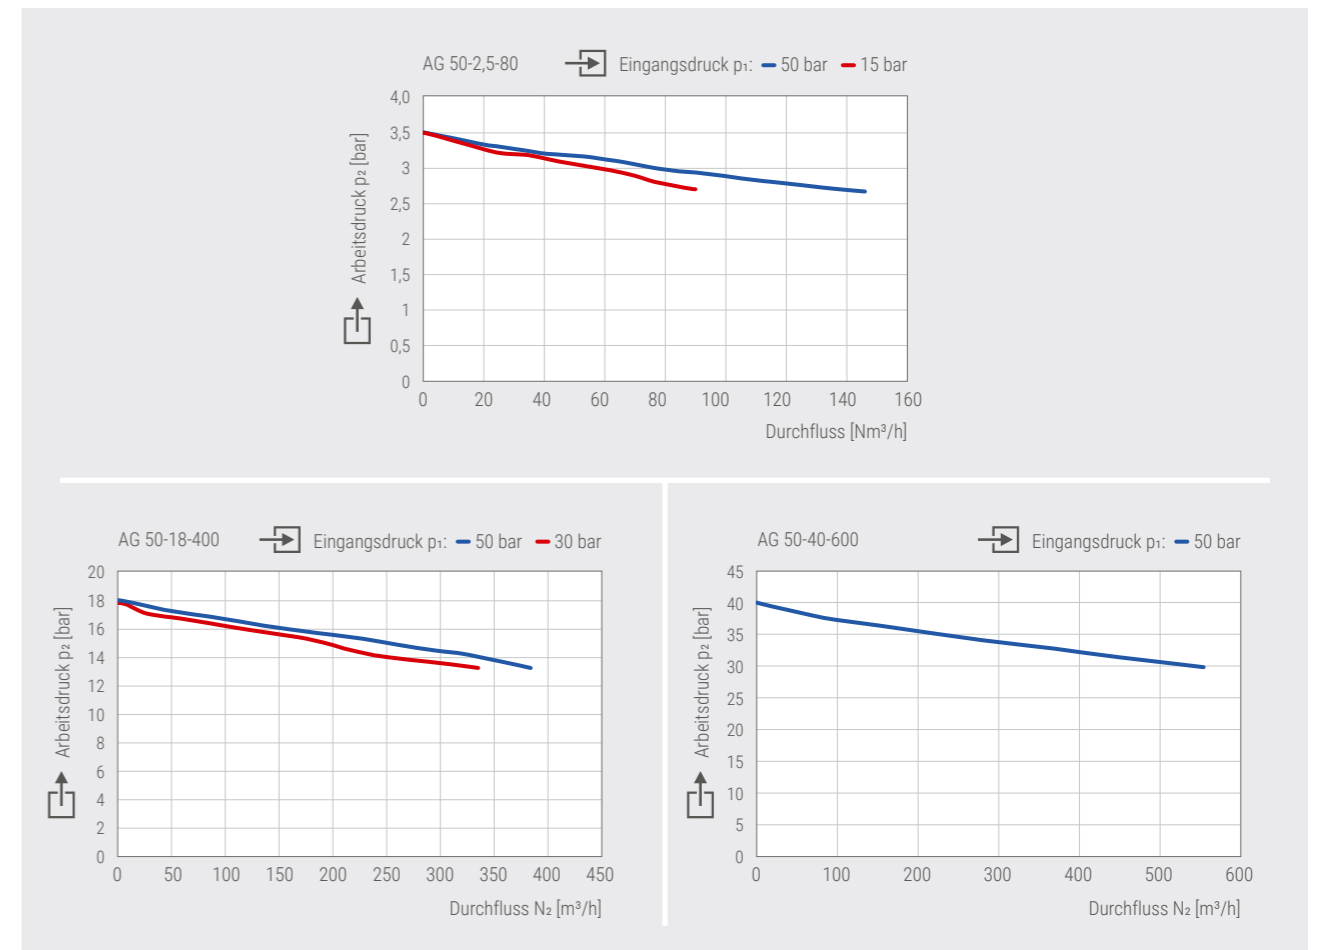 AG 50-2,5-80 Eingangsdruck p₁: 50 bar 15 bar
Arbeitsdruck p₂ [bar]
4,0
3,5
3
2,5
2
1,5
1
0,5
0
0 20 40 60 80 100 120 140 160
Durchfluss [Nm³/h]
AG 50-18-400 Eingangsdruck p₁: 50 bar 30 bar
Arbeitsdruck p₂ [bar]
20
18
16
14
12
10
8
6
4
2
0
0 50 100 150 200 250 300 350 400 450
Durchfluss N₂ [m³/h]
AG 50-40-600 Eingangsdruck p₁: 50 bar
Arbeitsdruck p₂ [bar]
45
40
35
30
25
20
15
10
5
0
0 100 200 300 400 500 600
Durchfluss N₂ [m³/h]